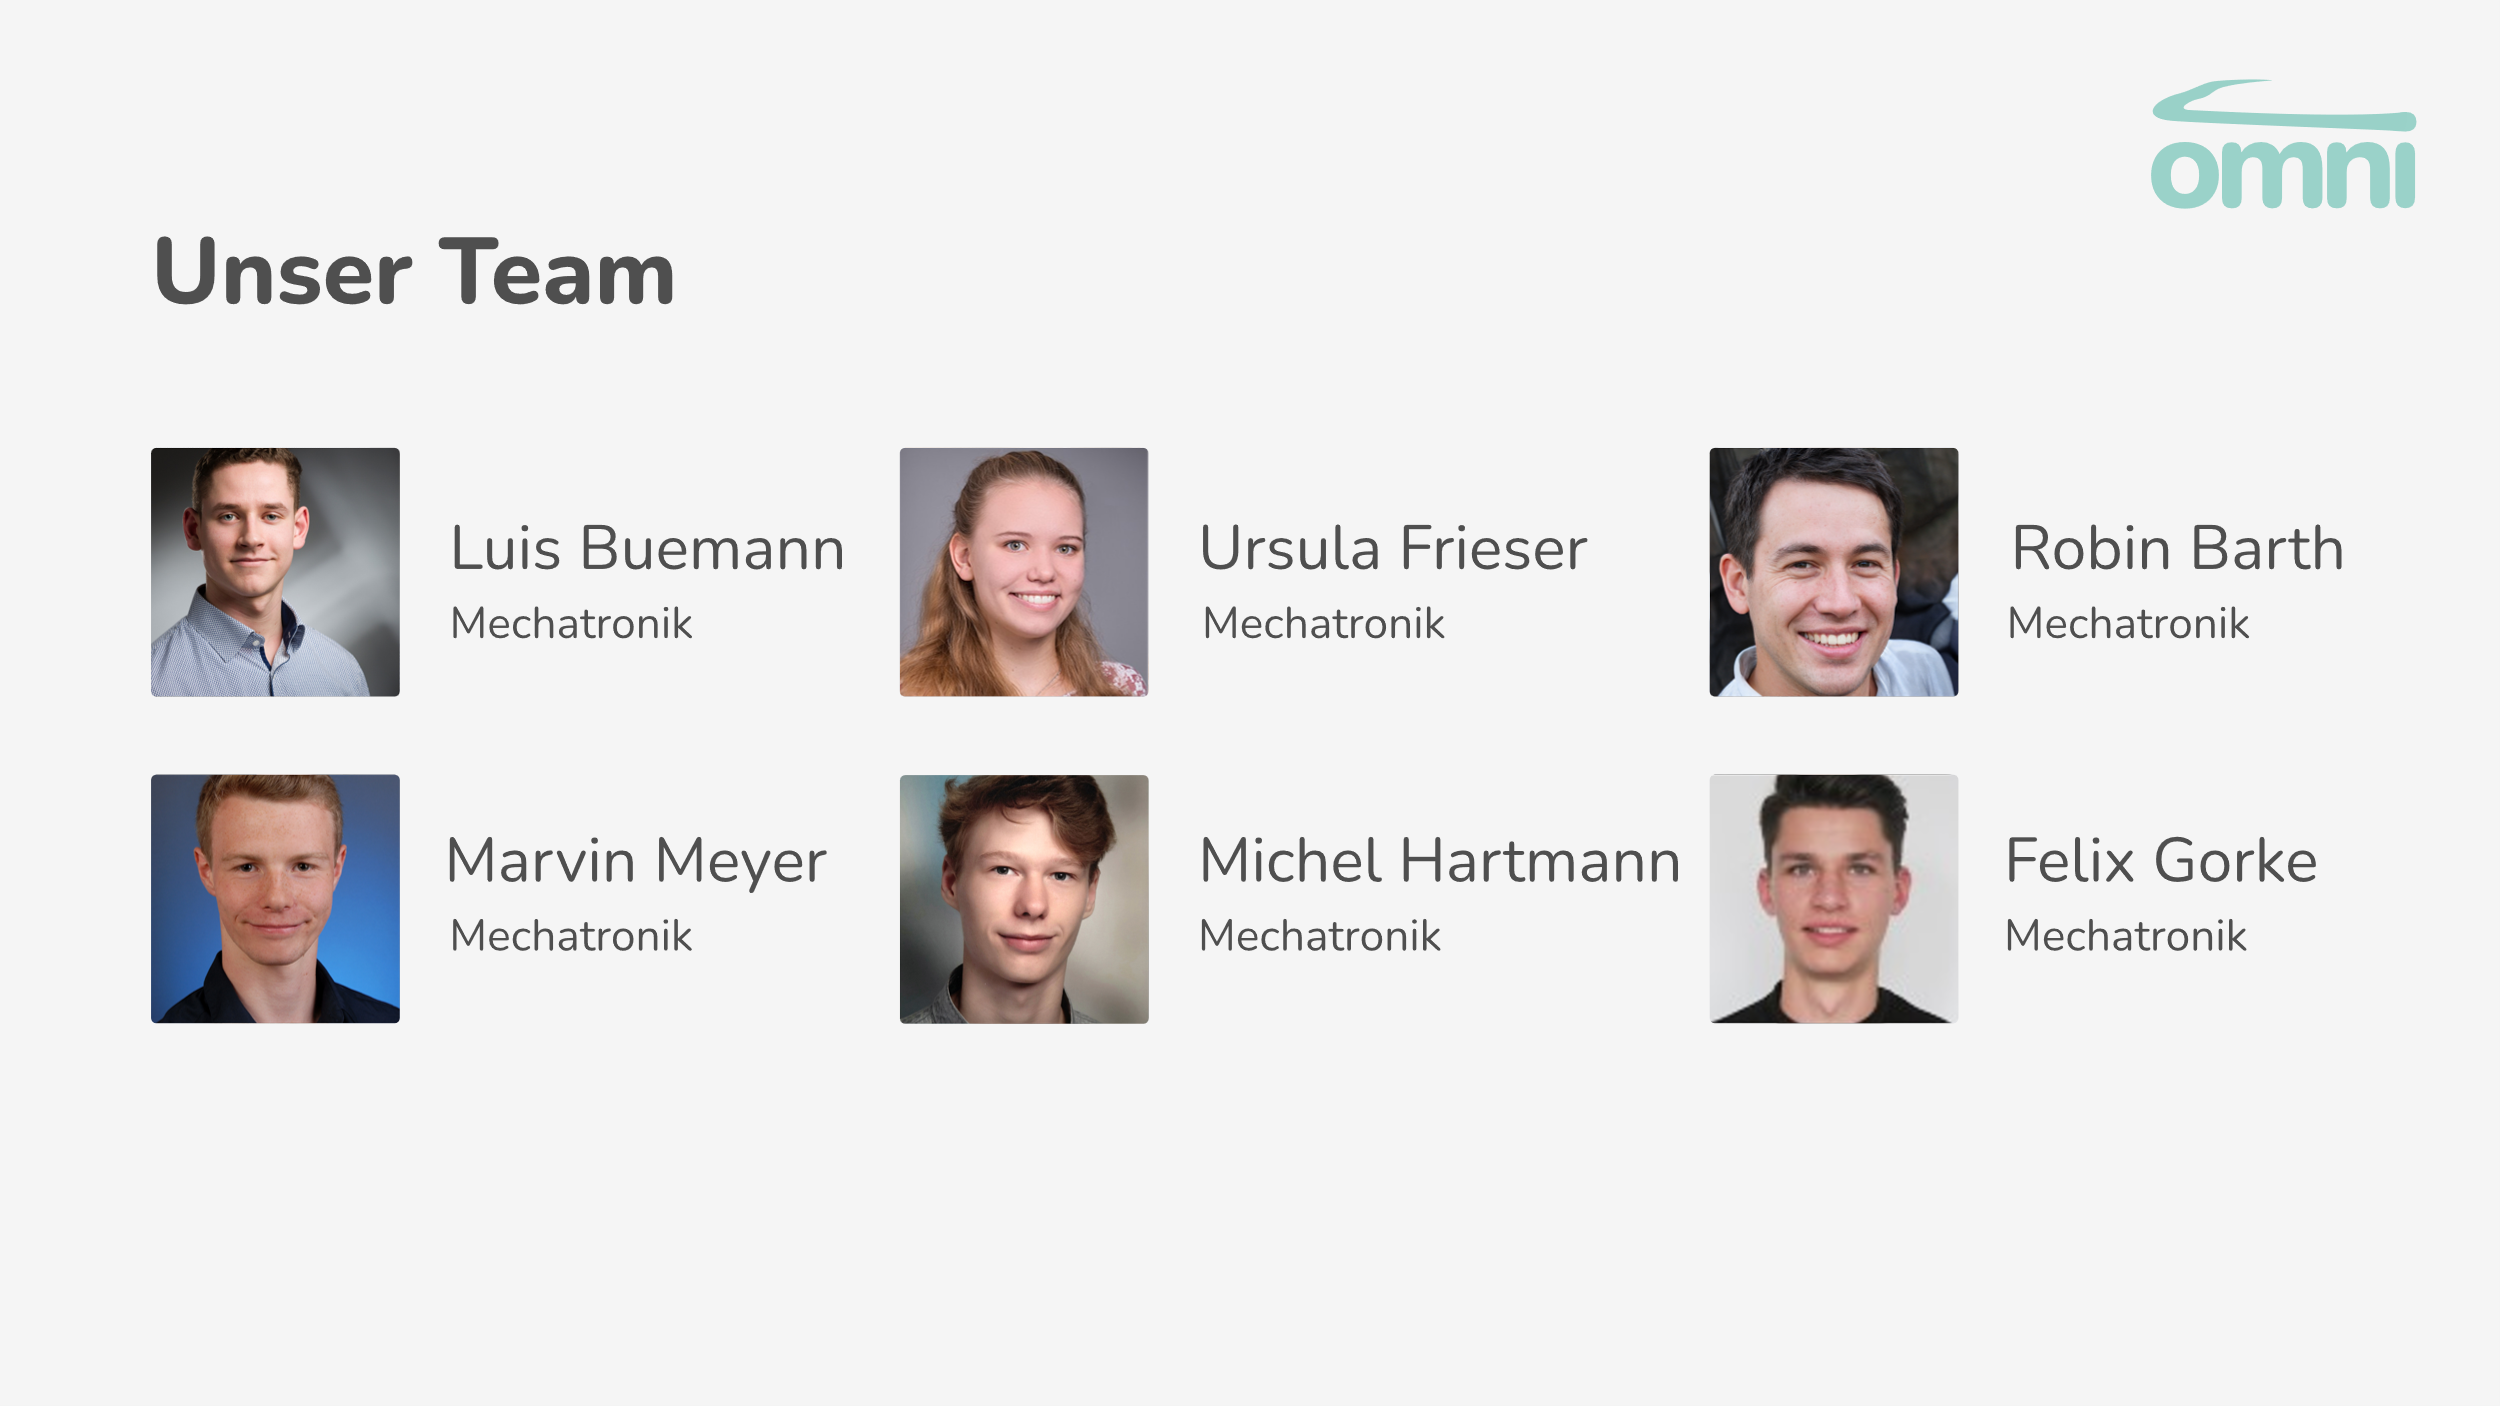 omni
Unser Team
Luis Buemann
Mechatronik
Ursula Frieser
Mechatronik
Robin Barth
Mechatronik
Marvin Meyer
Mechatronik
Michel Hartmann
Mechatronik
Felix Gorke
Mechatronik